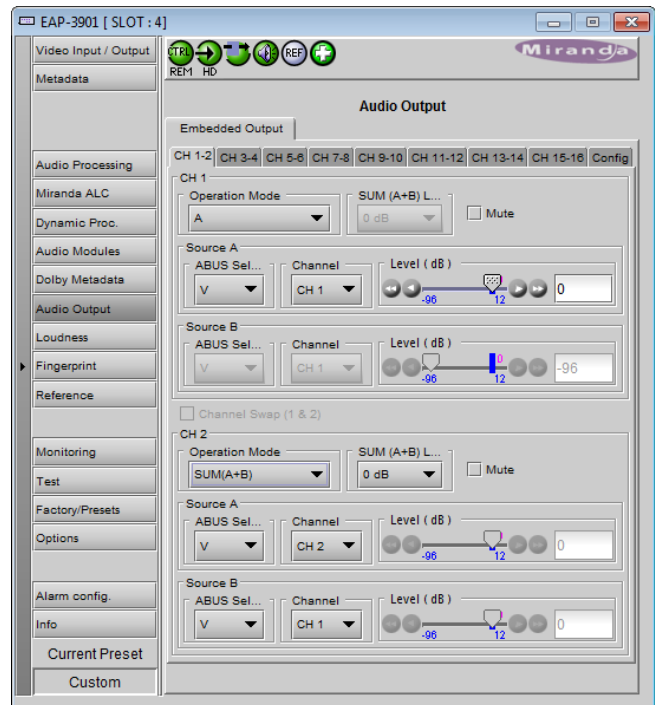 EAP-3901 [ SLOT : 4]
Video Input / Output
Metadata
Audio Processing
Miranda ALC
Dynamic Proc.
Audio Modules
Dolby Metadata
Audio Output
Loudness
Fingerprint
Reference
Monitoring
Test
Factory/Presets
Options
Alarm config.
Info
Current Preset
Custom
CTRL REF
REM HD
Miranda
Audio Output
Embedded Output
CH 1-2 CH 3-4 CH 5-6 CH 7-8 CH 9-10 CH 11-12 CH 13-14 CH 15-16 Config
CH 1
Operation Mode SUM (A+B) L...
A 0 dB Mute
Source A
ABUS Sel... Channel Level ( dB )
V CH 1 0
-96 12
Source B
ABUS Sel... Channel Level ( dB )
V CH 1 0 -96
-96 12
Channel Swap (1 & 2)
CH 2
Operation Mode SUM (A+B) L...
SUM(A+B) 0 dB Mute
Source A
ABUS Sel... Channel Level ( dB )
V CH 2 0
-96 12
Source B
ABUS Sel... Channel Level ( dB )
V CH 1 0
-96 12